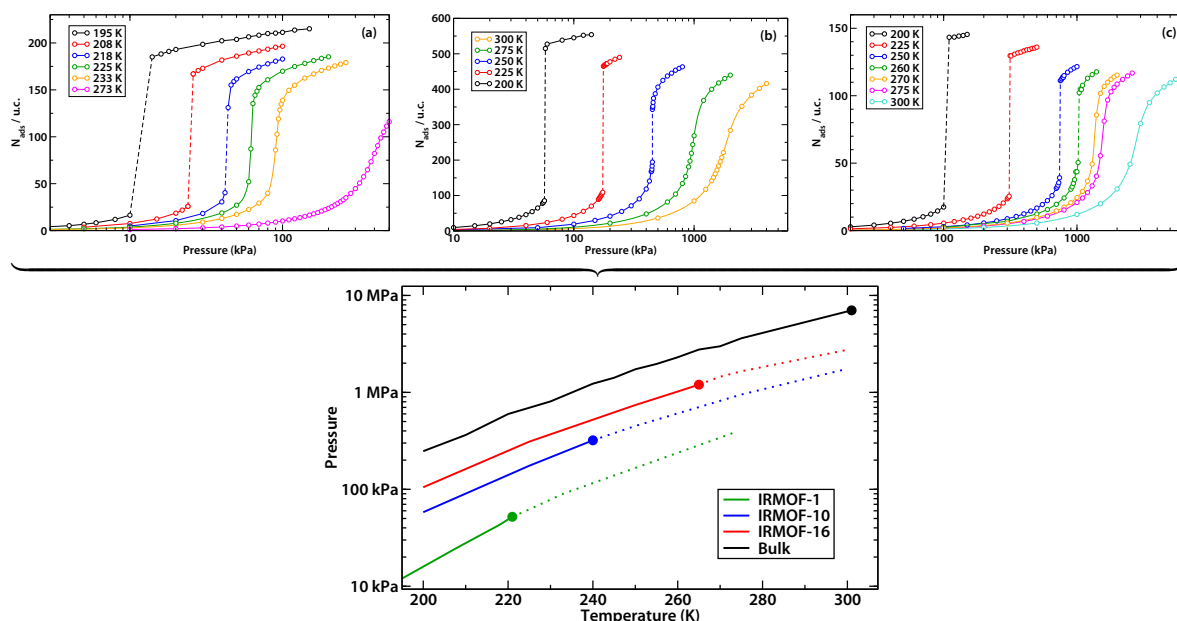 (a)
195 K
208 K
218 K
225 K
233 K
273 K
N_ads / u.c.
200
150
100
50
0
10 100
Pressure (kPa)
(b)
300 K
275 K
250 K
225 K
200 K
N_ads / u.c.
600
500
400
300
200
100
0
10 100 1000
Pressure (kPa)
(c)
200 K
225 K
250 K
260 K
270 K
275 K
300 K
N_ads / u.c.
150
100
50
0
100 1000
Pressure (kPa)
10 MPa
1 MPa
100 kPa
10 kPa
Pressure
IRMOF-1
IRMOF-10
IRMOF-16
Bulk
200 220 240 260 280 300
Temperature (K)